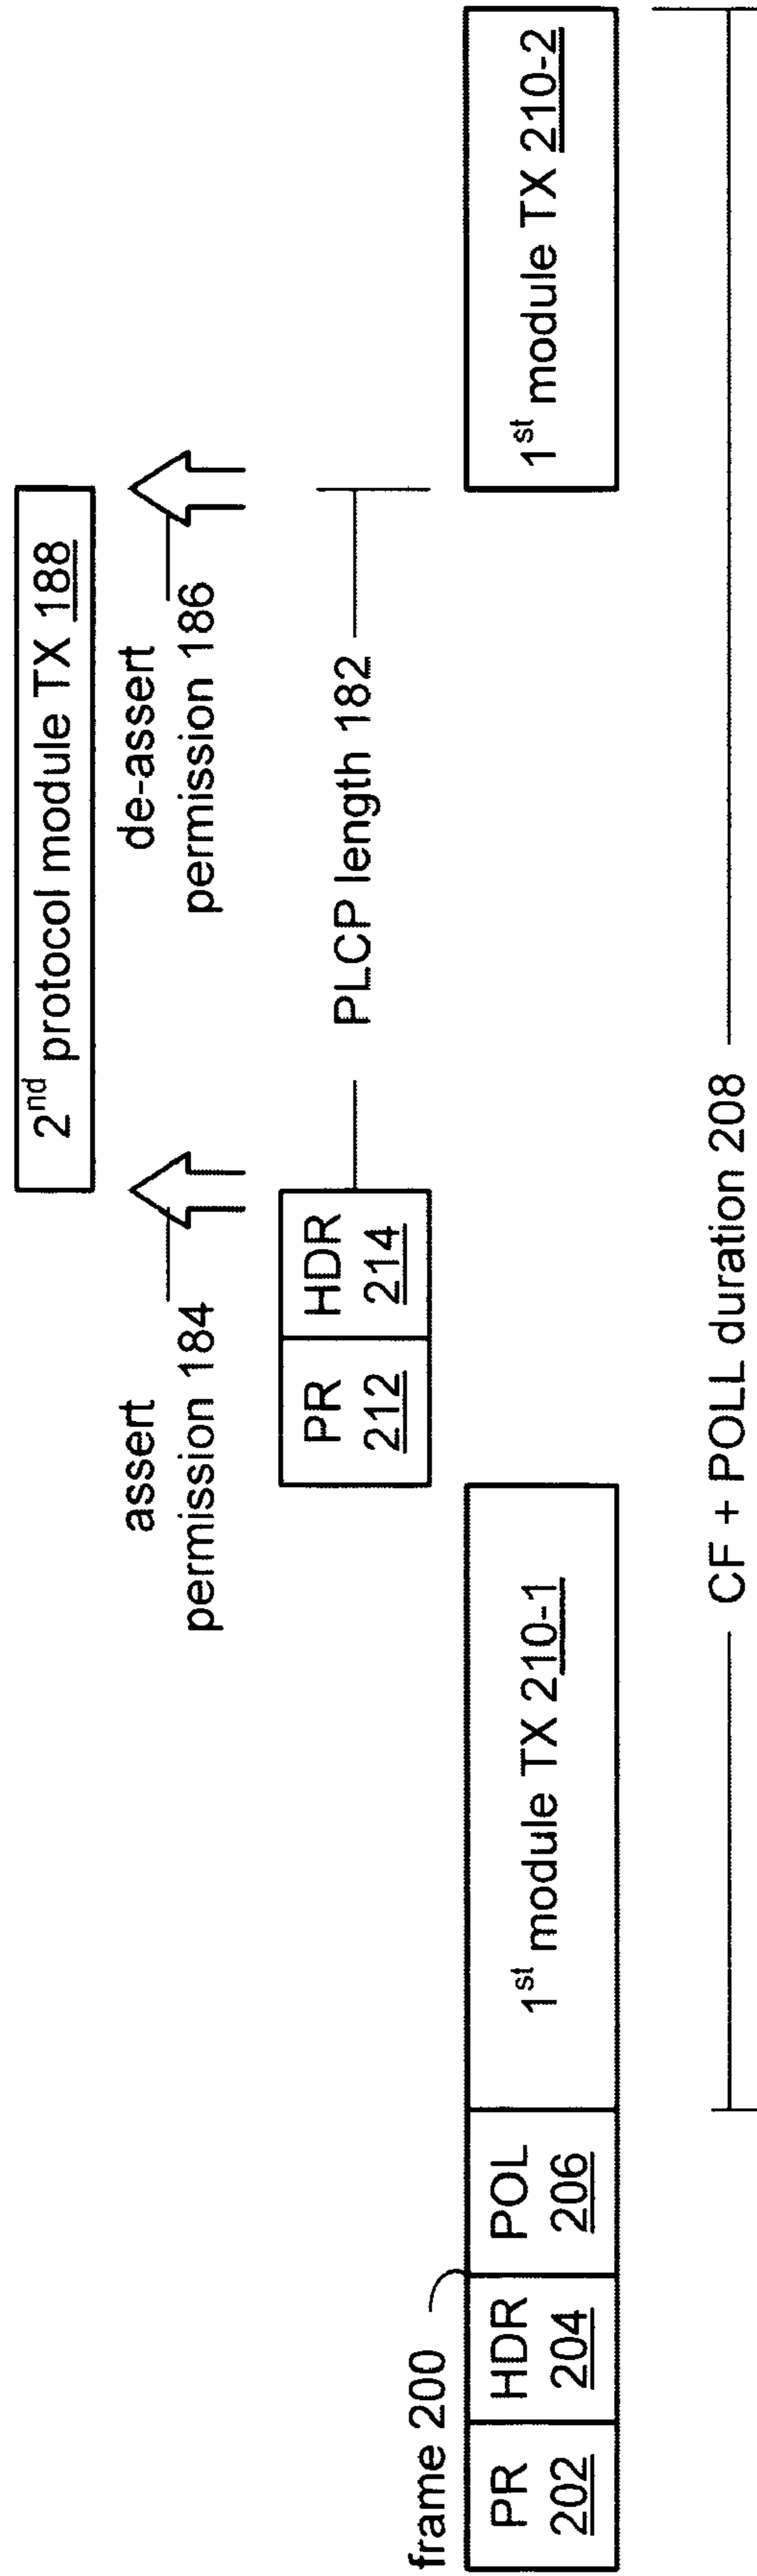 2nd protocol module TX 188
assert
permission 184
de-assert
permission 186
PR
212
HDR
214
PLCP length 182
frame 200
PR
202
HDR
204
POL
206
1st module TX 210-1
1st module TX 210-2
CF + POLL duration 208